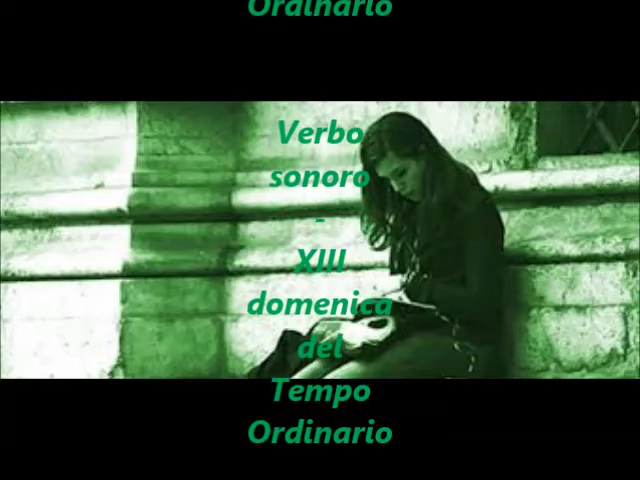 Ordinario
Verbo
sonoro
-
XIII
domenica
del
Tempo
Ordinario